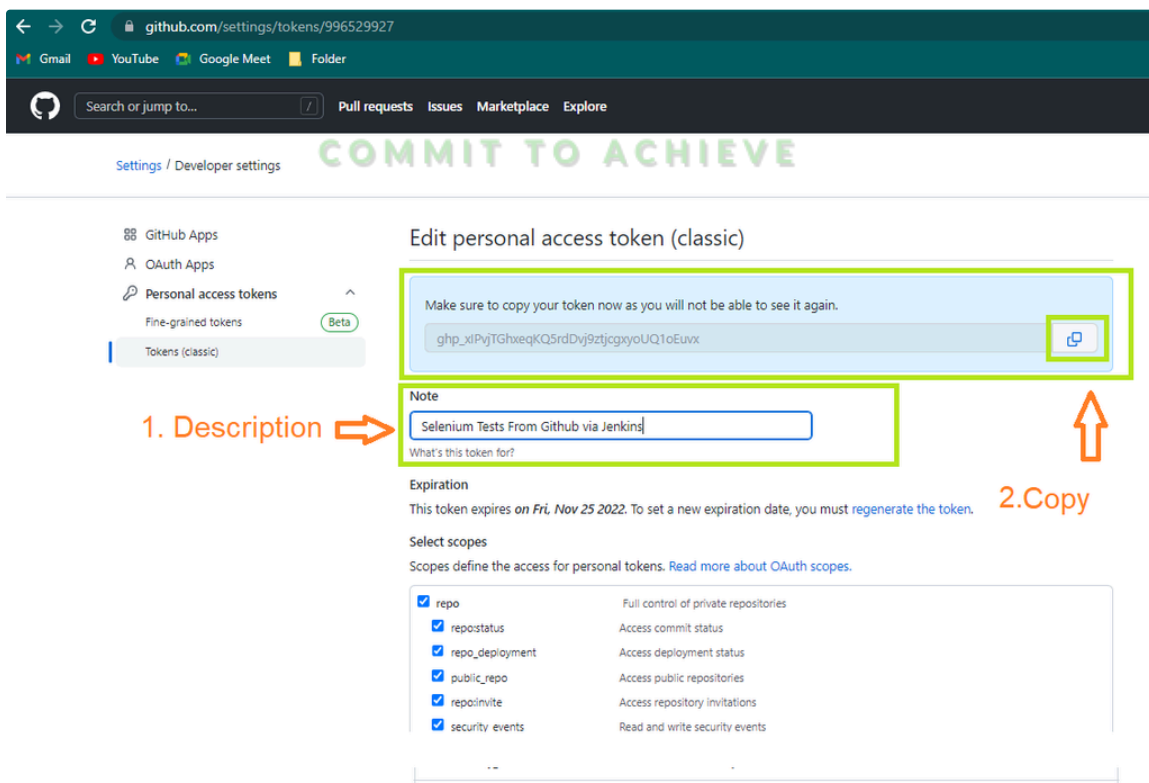 github.com/settings/tokens/996529927
Gmail YouTube Google Meet Folder
Search or jump to... / Pull requests Issues Marketplace Explore
COMMIT TO ACHIEVE
Settings / Developer settings
GitHub Apps
OAuth Apps
Personal access tokens
Fine-grained tokens Beta
Tokens (classic)
Edit personal access token (classic)
Make sure to copy your token now as you will not be able to see it again.
Note
1. Description
Selenium Tests From Github via Jenkins
What's this token for?
2.Copy
Expiration
This token expires on Fri, Nov 25 2022. To set a new expiration date, you must regenerate the token.
Select scopes
Scopes define the access for personal tokens. Read more about OAuth scopes.
repo Full control of private repositories
repo:status Access commit status
repo_deployment Access deployment status
public_repo Access public repositories
repo:invite Access repository invitations
security_events Read and write security events